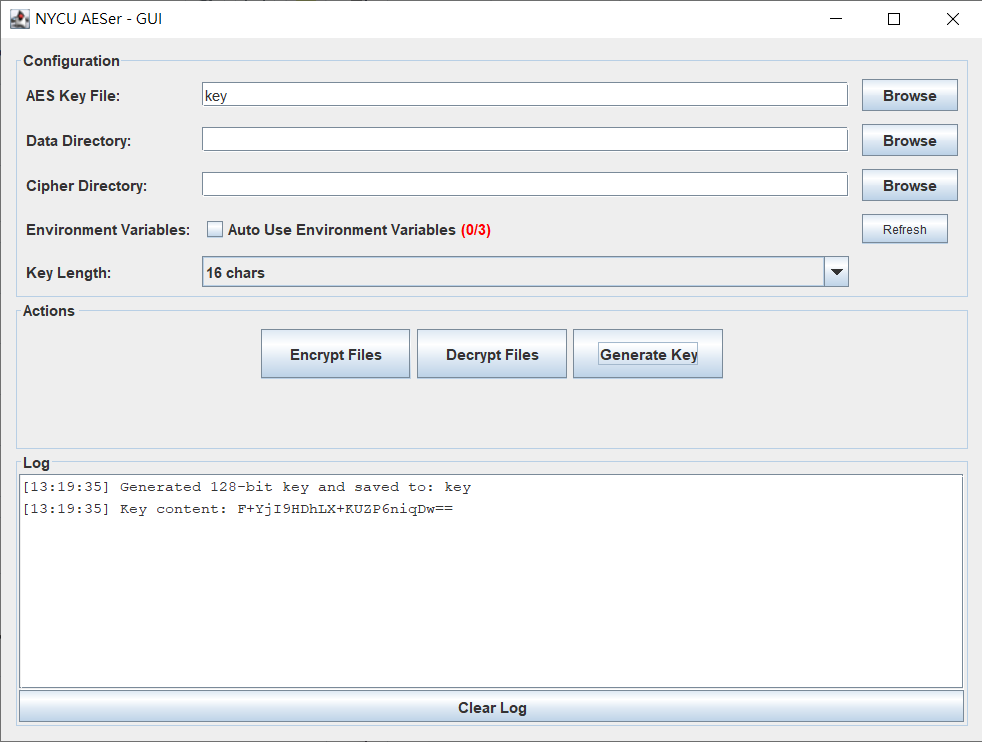 NYCU AESer - GUI
Configuration
AES Key File: key Browse
Data Directory: Browse
Cipher Directory: Browse
Environment Variables: Auto Use Environment Variables (0/3) Refresh
Key Length: 16 chars
Actions
Encrypt Files Decrypt Files Generate Key
Log
[13:19:35] Generated 128-bit key and saved to: key
[13:19:35] Key content: F+YjI9HDhLX+KUZP6niqDw==
Clear Log